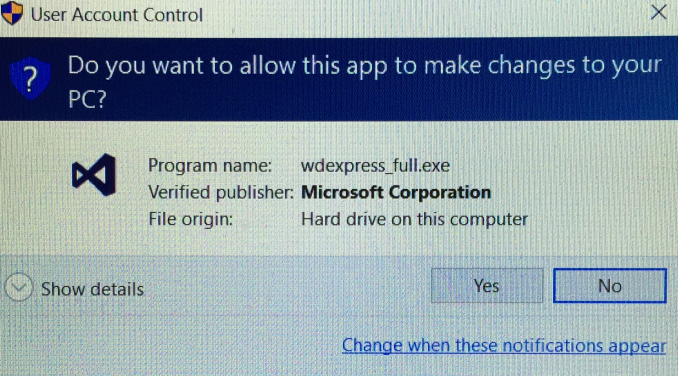 User Account Control
Do you want to allow this app to make changes to your
PC?
Program name: wdexpress_full.exe
Verified publisher: Microsoft Corporation
File origin: Hard drive on this computer
Show details
Yes
No
Change when these notifications appear